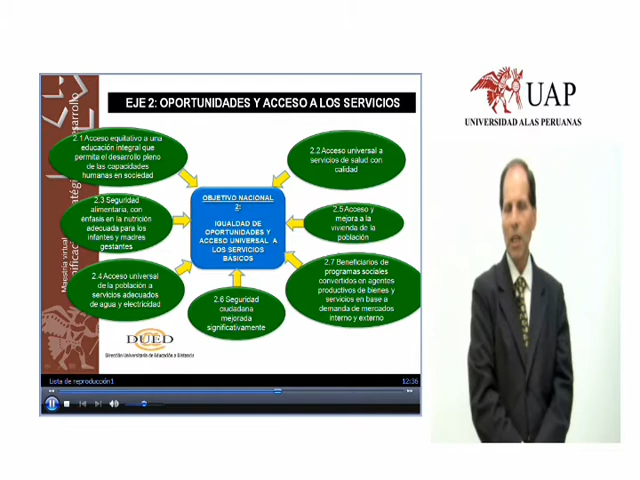 EJE 2: OPORTUNIDADES Y ACCESO A LOS SERVICIOS
2.1 Acceso equitativo a una
educación integral que
permita el desarrollo pleno
de las capacidades
humanas en sociedad
2.2 Acceso universal a
servicios de salud con
calidad
2.3 Seguridad
alimentaria, con
énfasis en la nutrición
adecuada para los
infantes y madres
gestantes
OBJETIVO NACIONAL
2:
IGUALDAD DE
OPORTUNIDADES Y
ACCESO UNIVERSAL A
LOS SERVICIOS
BÁSICOS
2.5 Acceso y
mejora a la
vivienda de la
población
2.4 Acceso universal
de la población a
servicios adecuados
de agua y electricidad
2.6 Seguridad
ciudadana
mejorada
significativamente
2.7 Beneficiarios de
programas sociales
convertidos en agentes
productivos de bienes y
servicios en base a
demanda de mercados
interno y externo
Maestría virtual
DUED
Dirección Universitaria de Educación a Distancia
Lista de reproducción1
12:36
UAP
UNIVERSIDAD ALAS PERUANAS